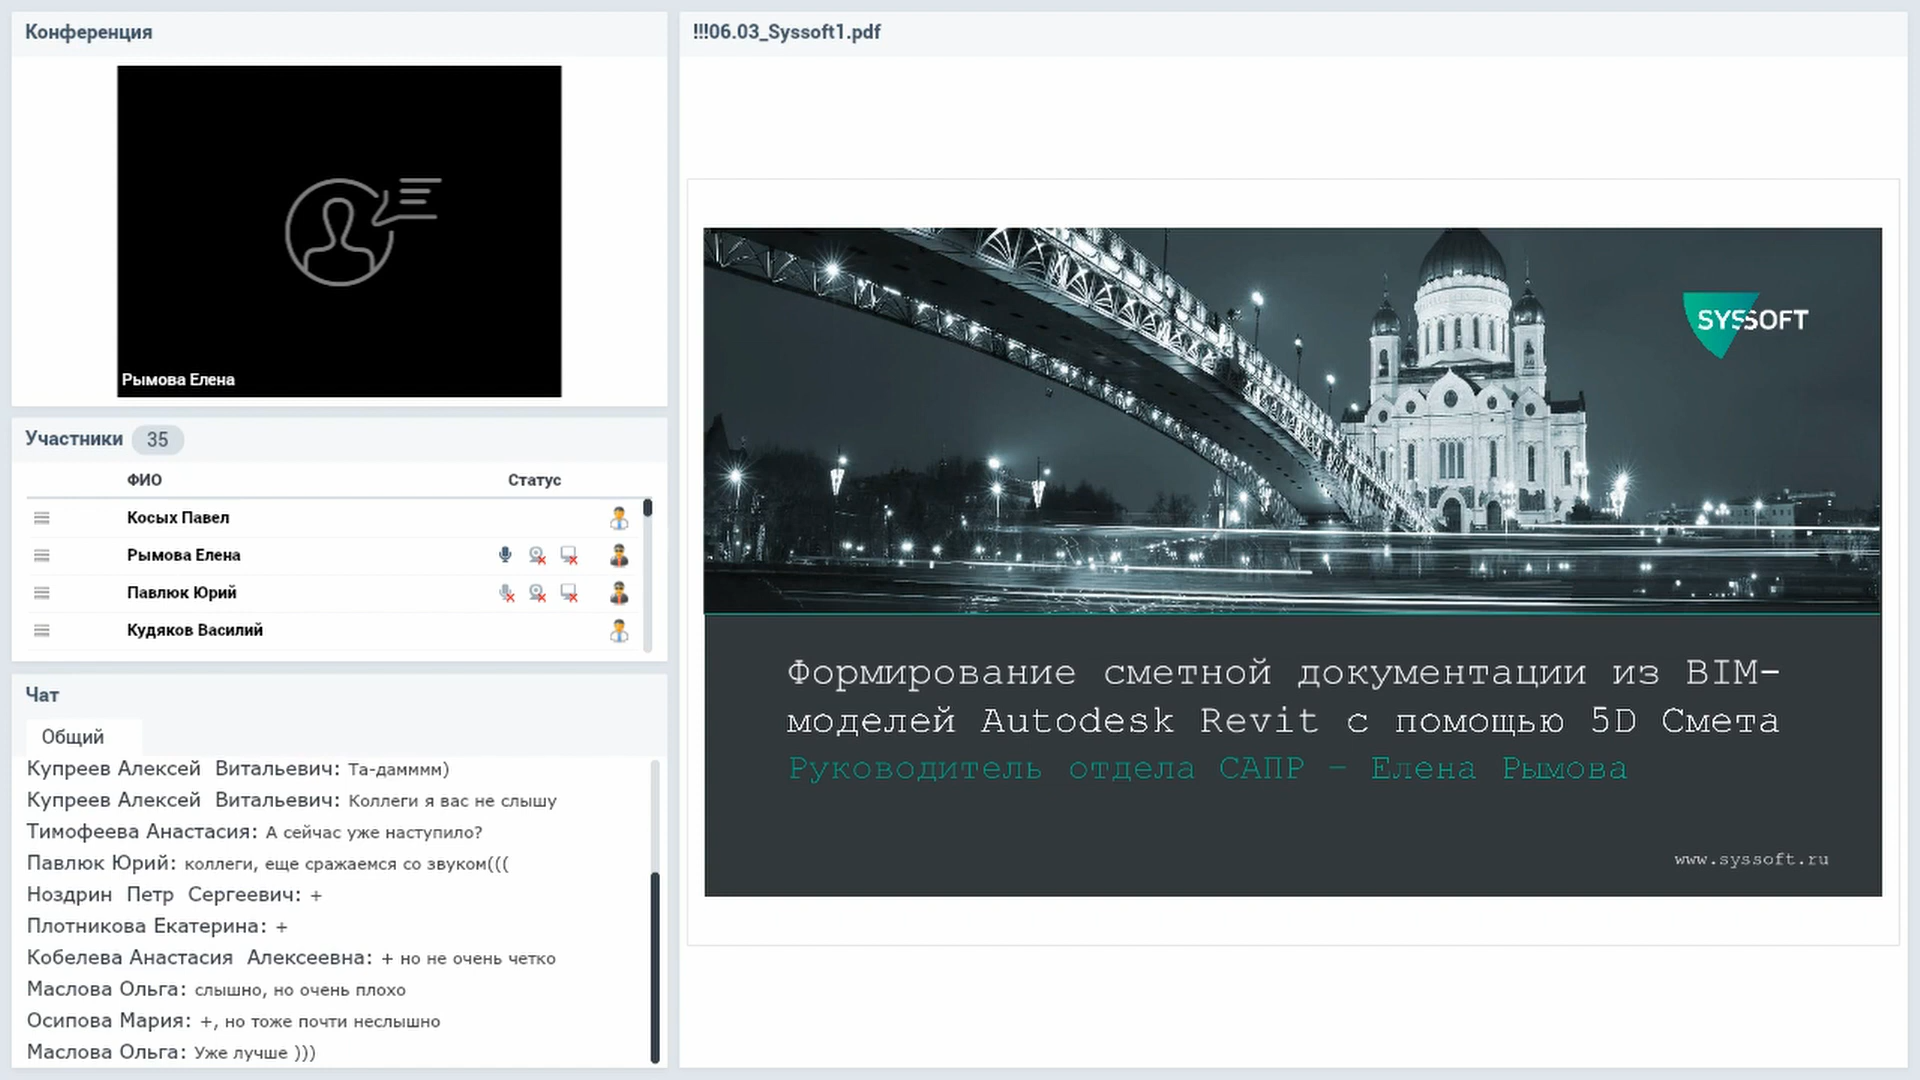 Конференция
Рымова Елена
Участники 35
ФИО Статус
Косых Павел
Рымова Елена
Павлюк Юрий
Кудяков Василий
Чат
Общий
Купреев Алексей Витальевич: Та-дамммм)
Купреев Алексей Витальевич: Коллеги я вас не слышу
Тимофеева Анастасия: А сейчас уже наступило?
Павлюк Юрий: коллеги, еще сражаемся со звуком(((
Ноздрин Петр Сергеевич: +
Плотникова Екатерина: +
Кобелева Анастасия Алексеевна: + но не очень четко
Маслова Ольга: слышно, но очень плохо
Осипова Мария: +, но тоже почти неслышно
Маслова Ольга: Уже лучше )))
!!!06.03_Syssoft1.pdf
SYSSOFT
Формирование сметной документации из BIM-
моделей Autodesk Revit с помощью 5D Смета
Руководитель отдела САПР – Елена Рымова
www.syssoft.ru